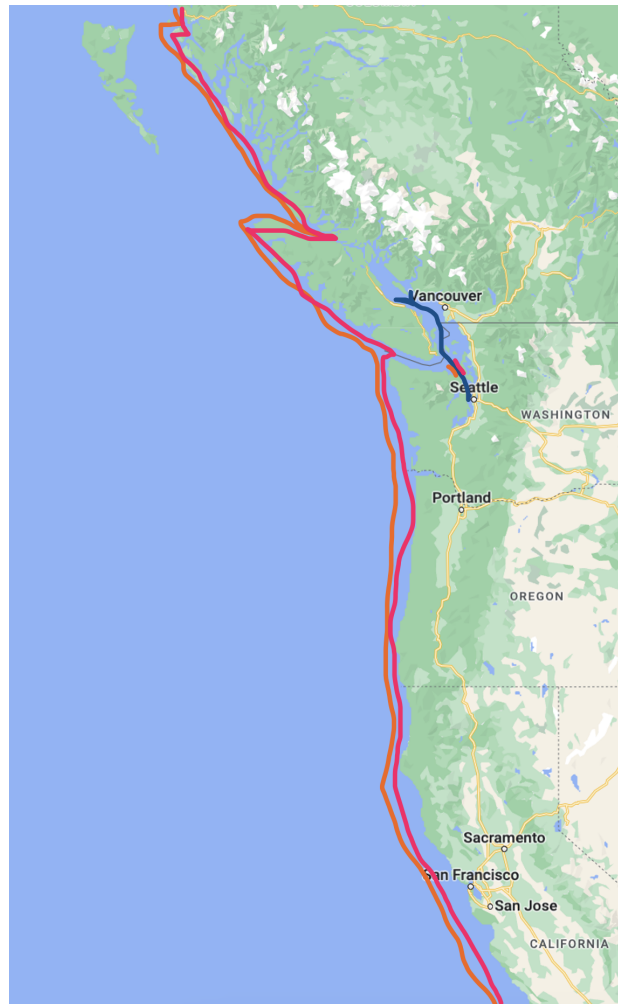 Vancouver
Seattle
WASHINGTON
Portland
OREGON
Sacramento
San Francisco
San Jose
CALIFORNIA